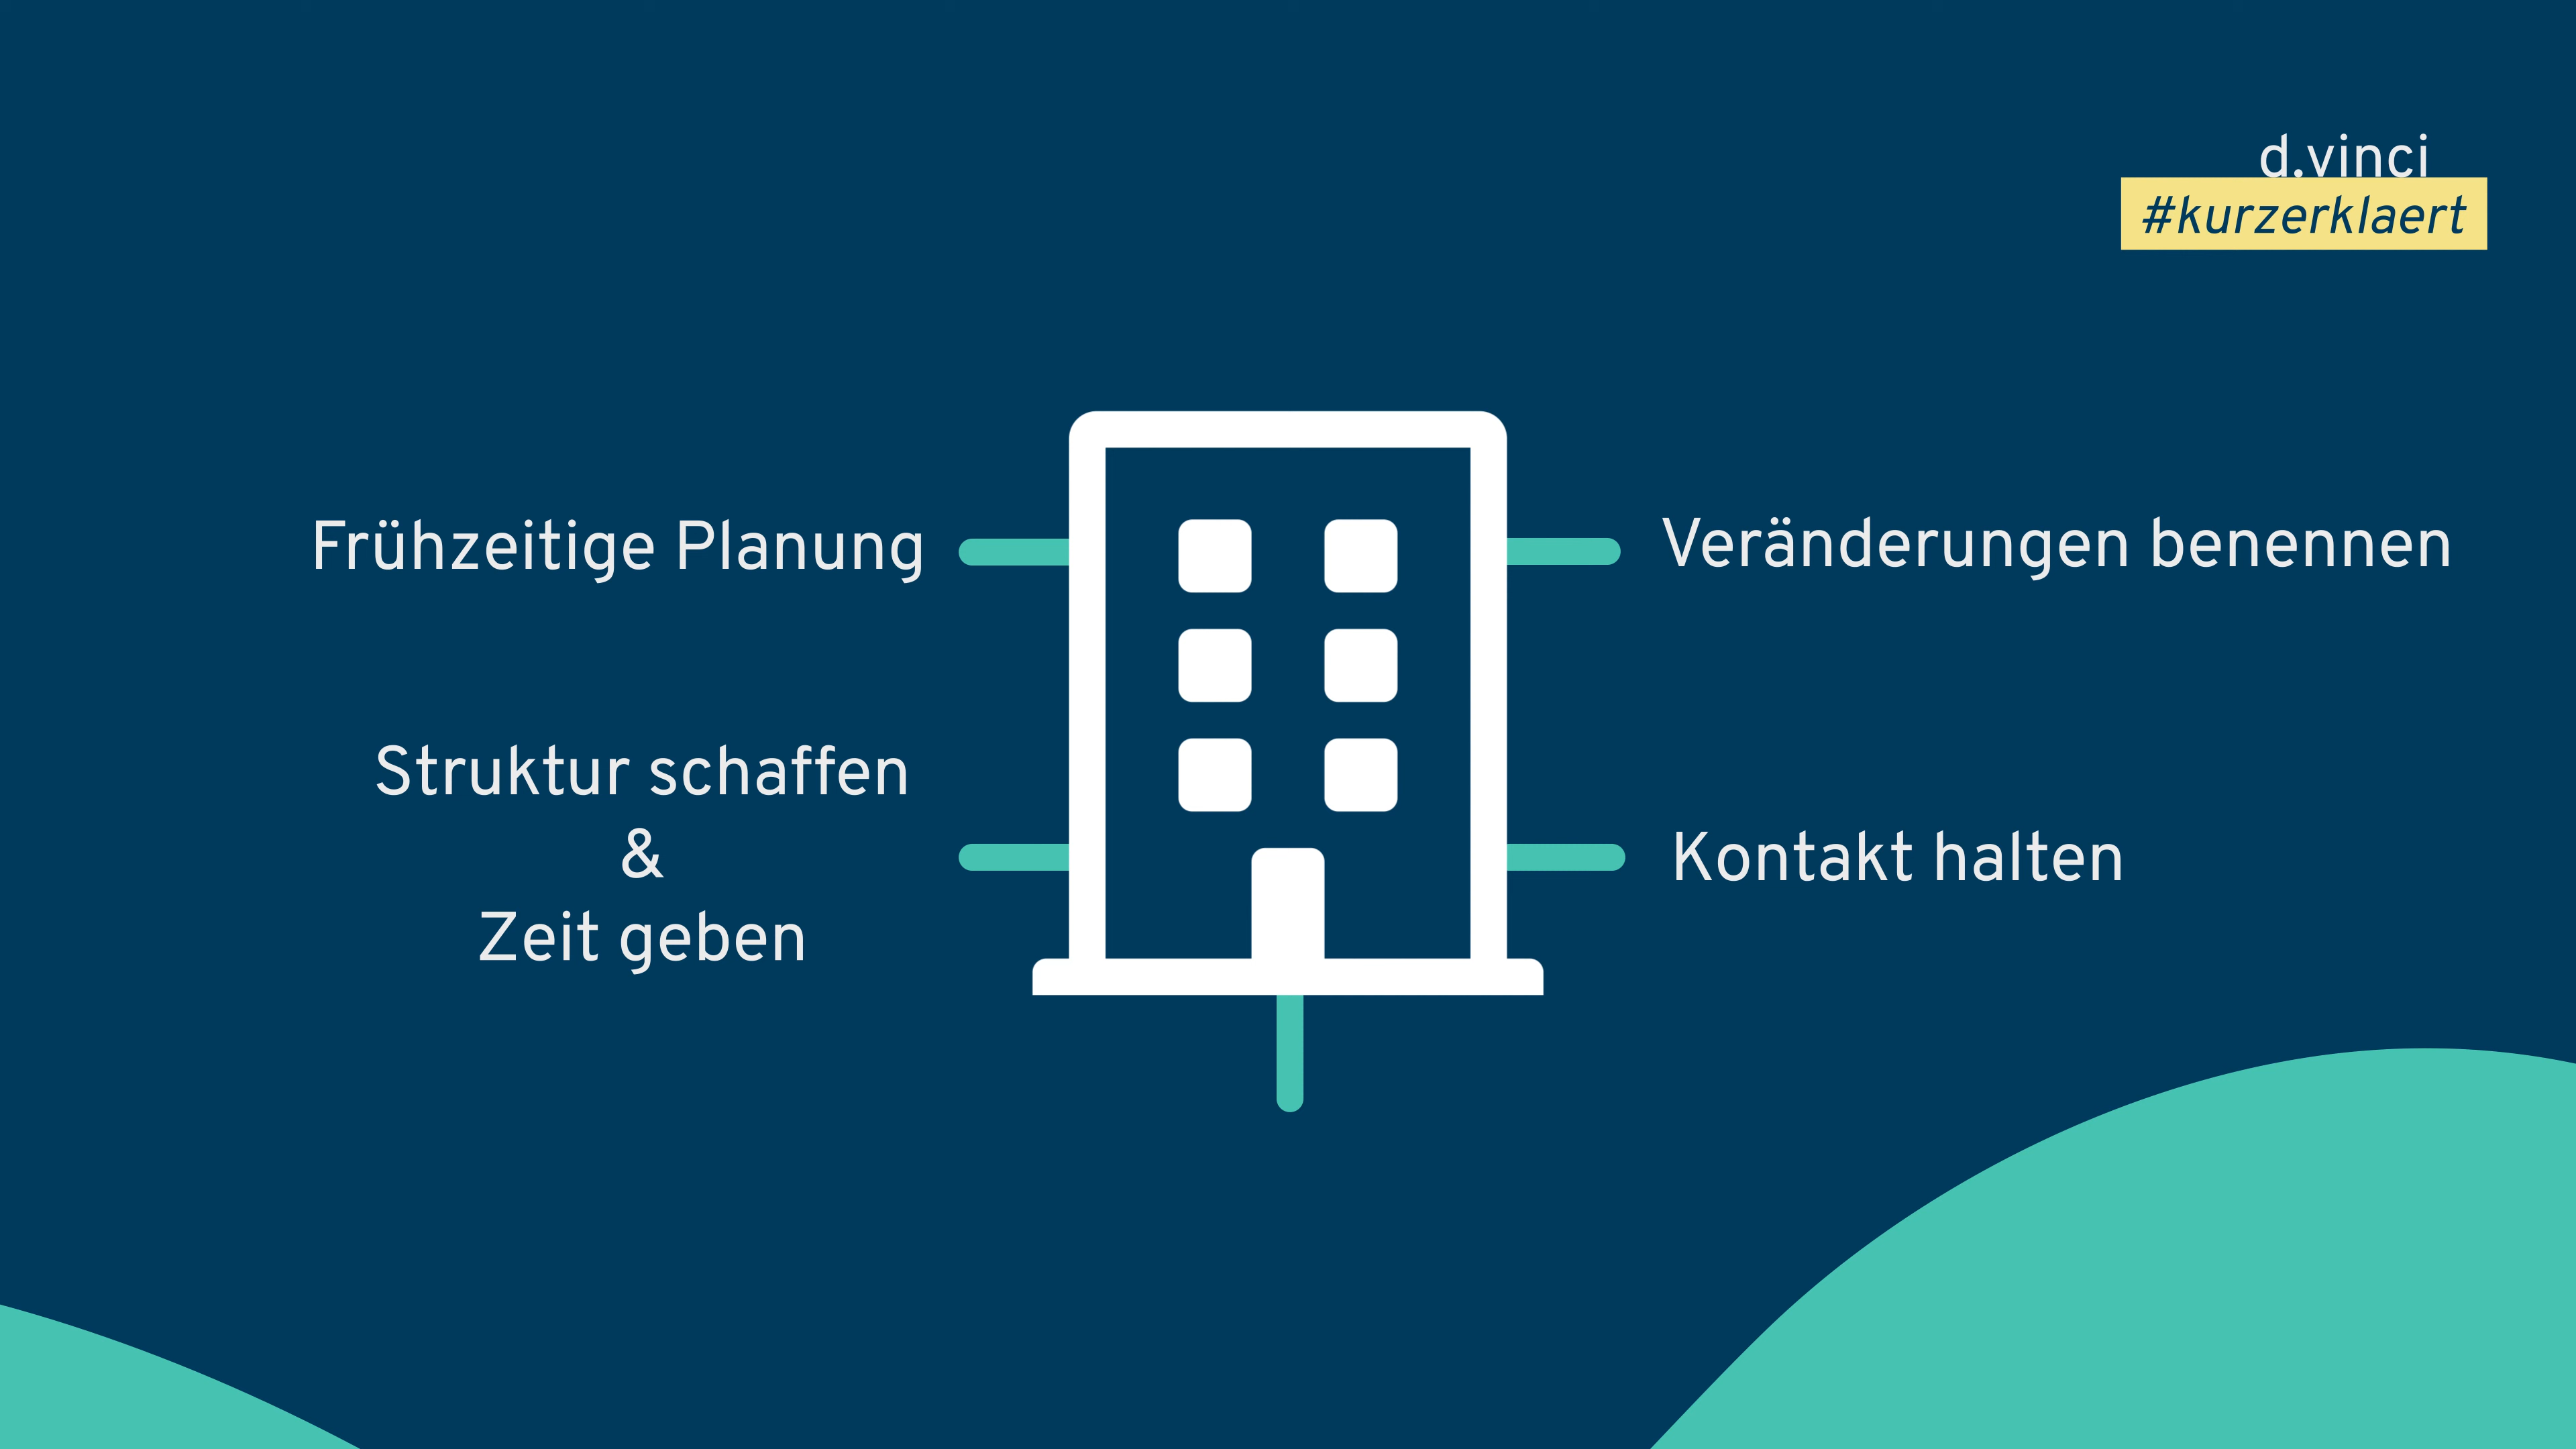 d.vinci
#kurzerklaert
Frühzeitige Planung
Veränderungen benennen
Struktur schaffen
&
Zeit geben
Kontakt halten